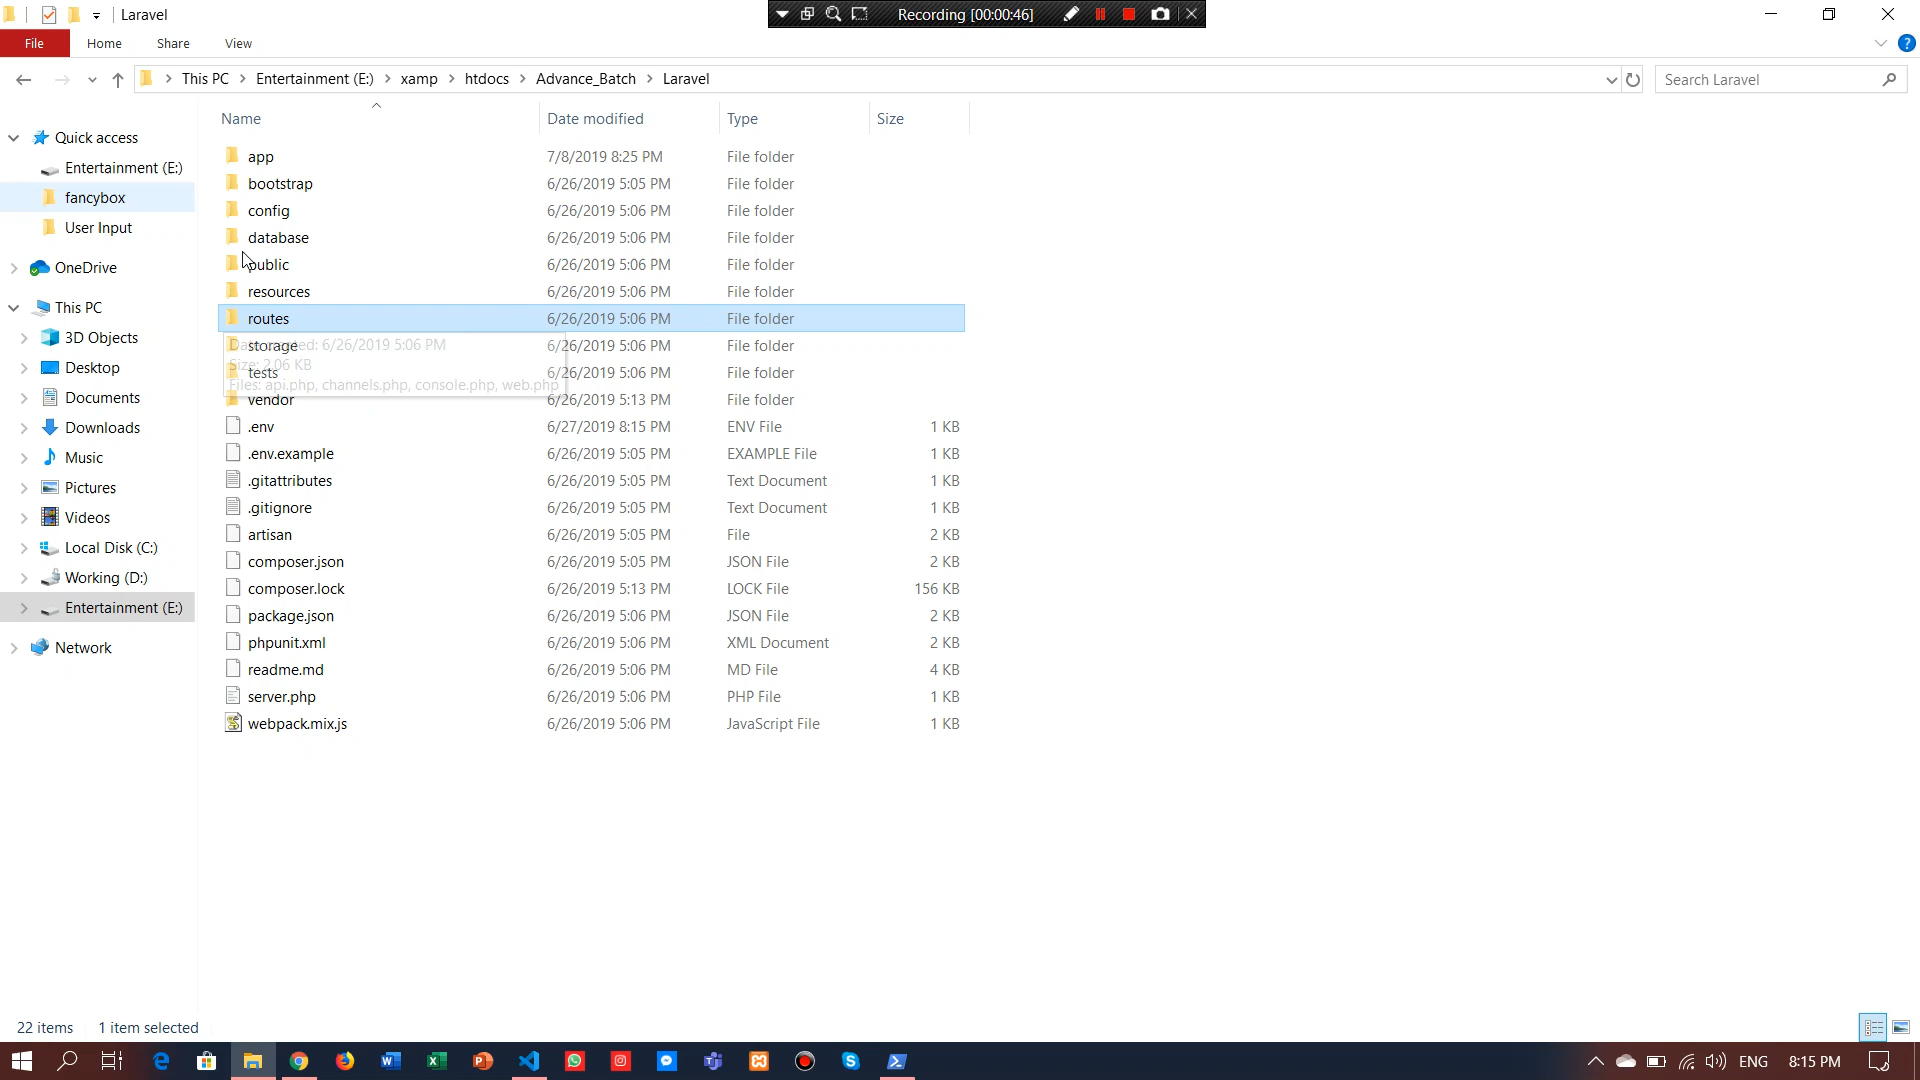 Laravel
Recording [00:00:46]
File Home Share View
This PC Entertainment (E:) xamp htdocs Advance_Batch Laravel
Search Laravel
Name Date modified Type Size
Quick access
Entertainment (E:)
fancybox
User Input
OneDrive
This PC
3D Objects
Desktop
Documents
Downloads
Music
Pictures
Videos
Local Disk (C:)
Working (D:)
Entertainment (E:)
Network
app 7/8/2019 8:25 PM File folder
bootstrap 6/26/2019 5:05 PM File folder
config 6/26/2019 5:06 PM File folder
database 6/26/2019 5:06 PM File folder
public 6/26/2019 5:06 PM File folder
resources 6/26/2019 5:06 PM File folder
routes 6/26/2019 5:06 PM File folder
storage 6/26/2019 5:06 PM File folder
tests 6/26/2019 5:06 PM File folder
vendor 6/26/2019 5:13 PM File folder
Date created: 6/26/2019 5:06 PM
Size: 2.06 KB
Files: api.php, channels.php, console.php, web.php
.env 6/27/2019 8:15 PM ENV File 1 KB
.env.example 6/26/2019 5:05 PM EXAMPLE File 1 KB
.gitattributes 6/26/2019 5:05 PM Text Document 1 KB
.gitignore 6/26/2019 5:05 PM Text Document 1 KB
artisan 6/26/2019 5:05 PM File 2 KB
composer.json 6/26/2019 5:05 PM JSON File 2 KB
composer.lock 6/26/2019 5:13 PM LOCK File 156 KB
package.json 6/26/2019 5:06 PM JSON File 2 KB
phpunit.xml 6/26/2019 5:06 PM XML Document 2 KB
readme.md 6/26/2019 5:06 PM MD File 4 KB
server.php 6/26/2019 5:06 PM PHP File 1 KB
webpack.mix.js 6/26/2019 5:06 PM JavaScript File 1 KB
22 items 1 item selected
ENG 8:15 PM